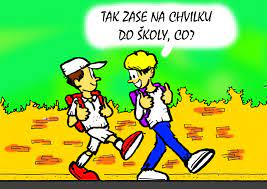 TAK ZASE NA CHVILKU
DO ŠKOLY, CO?